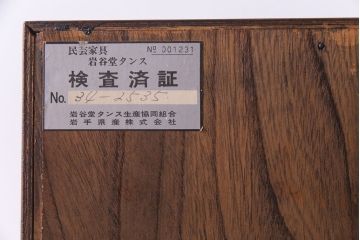 民芸家具 № 001231
岩谷堂タンス
検査済証
No. 34-2535
岩谷堂タンス生産協同組合
岩手県産株式会社